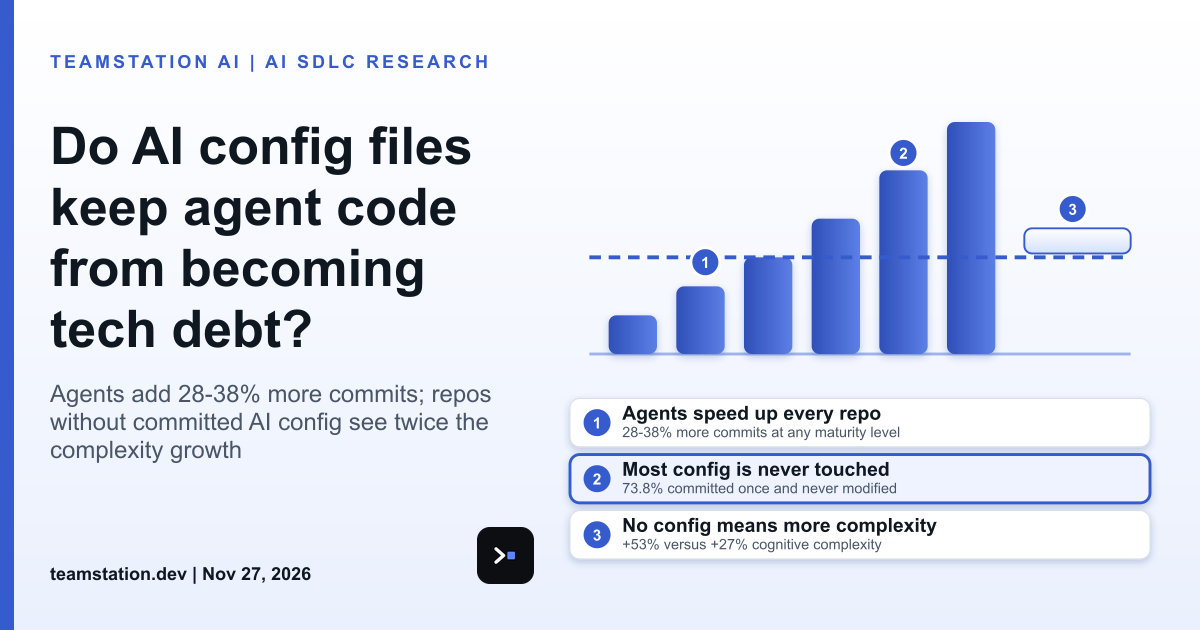 TEAMSTATION AI | AI SDLC RESEARCH
Do AI config files
keep agent code
from becoming
tech debt?
Agents add 28-38% more commits; repos
without committed AI config see twice the
complexity growth
teamstation.dev | Nov 27, 2026
1
2
3
1
Agents speed up every repo
28-38% more commits at any maturity level
2
Most config is never touched
73.8% committed once and never modified
3
No config means more complexity
+53% versus +27% cognitive complexity